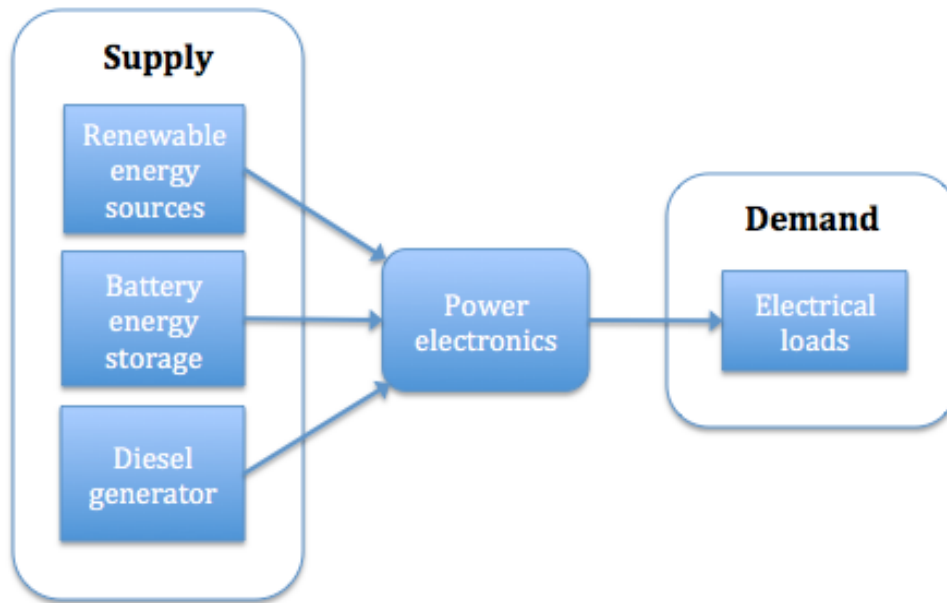 Supply
Renewable
energy
sources
Battery
energy
storage
Diesel
generator
Power
electronics
Demand
Electrical
loads